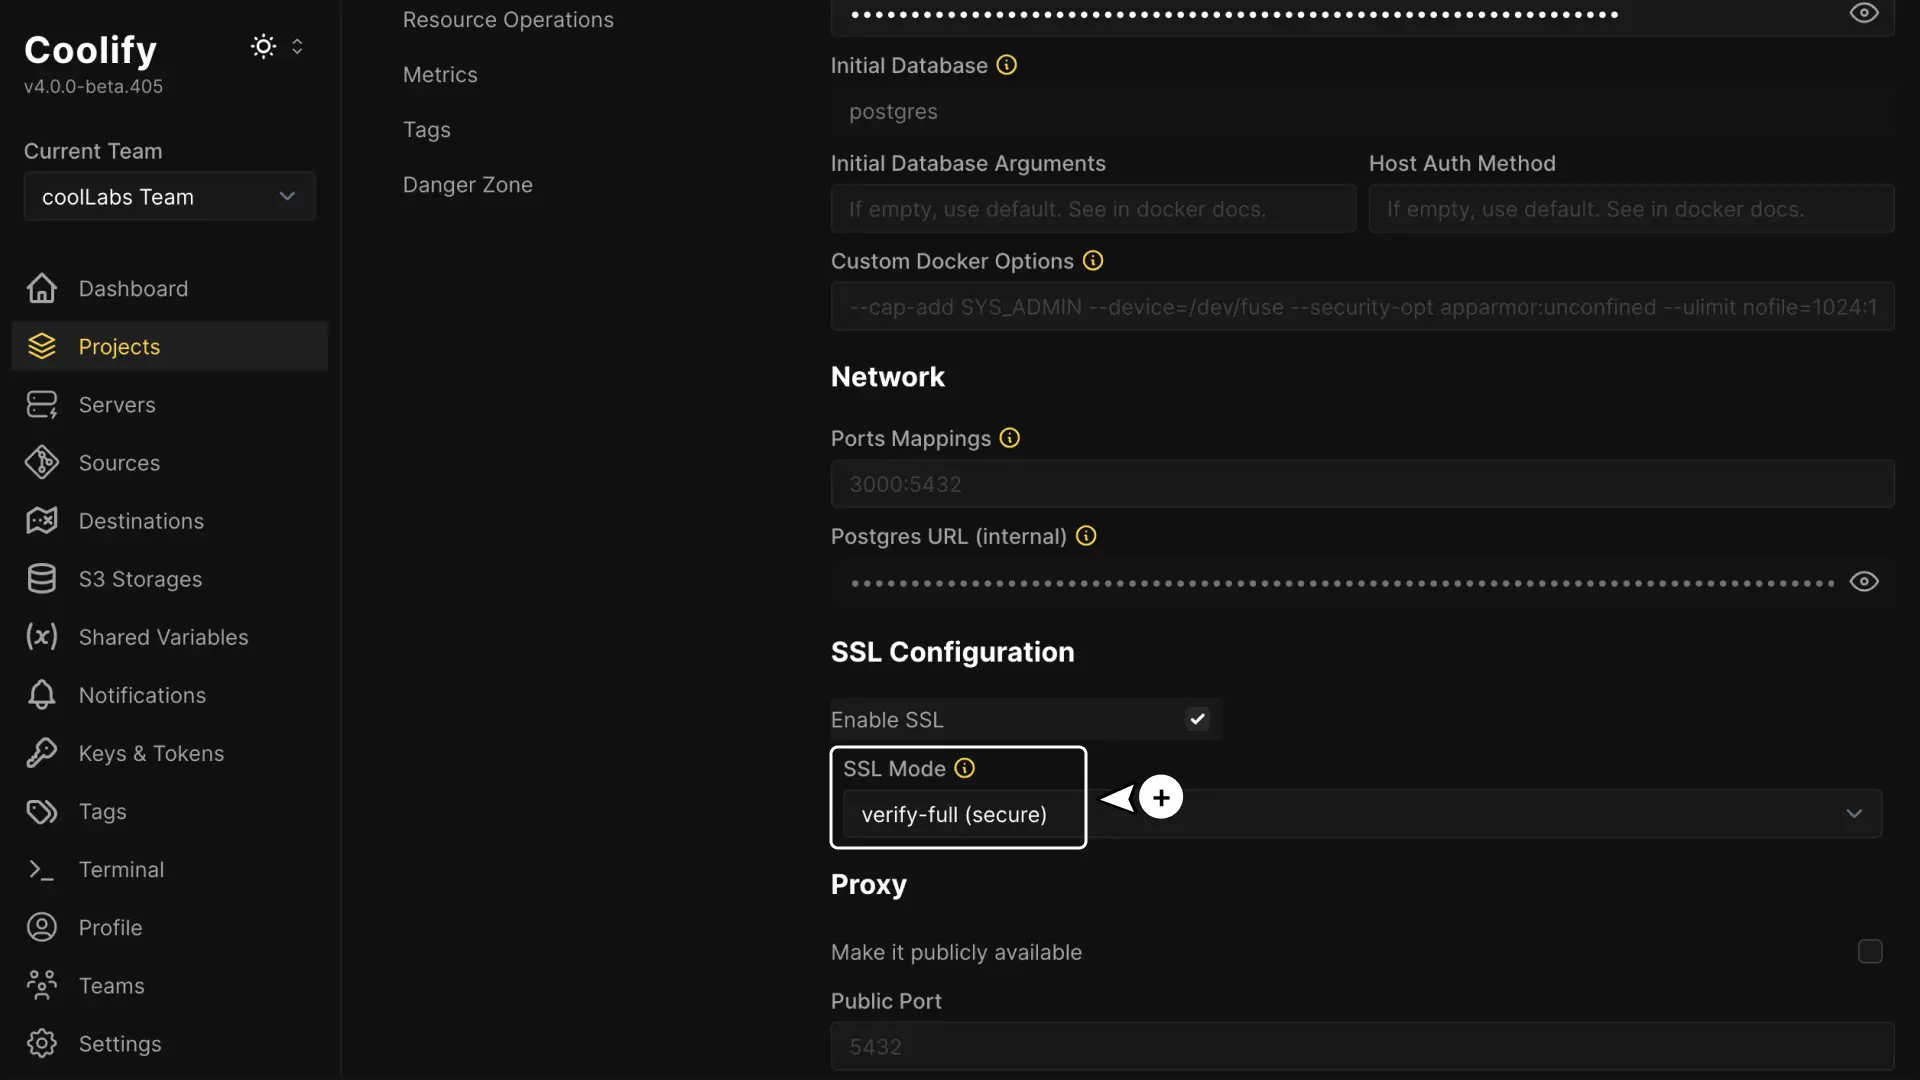 Coolify
v4.0.0-beta.405
Current Team
coolLabs Team
Dashboard
Projects
Servers
Sources
Destinations
S3 Storages
Shared Variables
Notifications
Keys & Tokens
Tags
Terminal
Profile
Teams
Settings
Resource Operations
Metrics
Tags
Danger Zone
Initial Database
postgres
Initial Database Arguments
If empty, use default. See in docker docs.
Host Auth Method
If empty, use default. See in docker docs.
Custom Docker Options
--cap-add SYS_ADMIN --device=/dev/fuse --security-opt apparmor:unconfined --ulimit nofile=1024:1
Network
Ports Mappings
3000:5432
Postgres URL (internal)
SSL Configuration
Enable SSL
SSL Mode
verify-full (secure)
Proxy
Make it publicly available
Public Port
5432